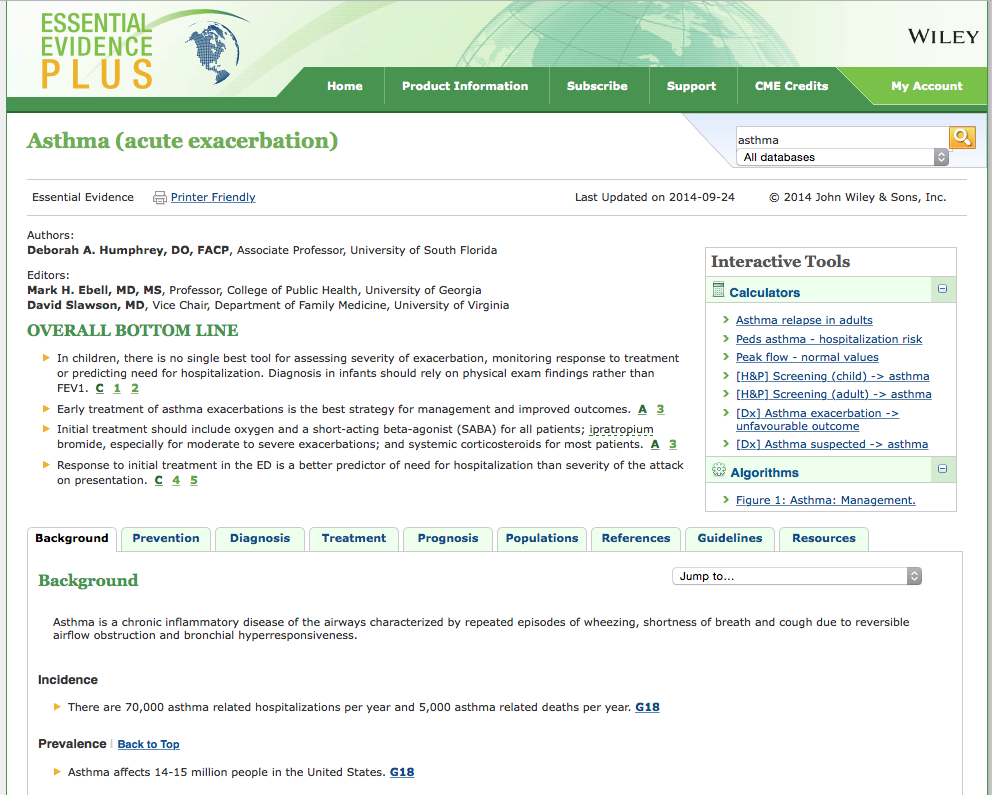 ESSENTIAL
EVIDENCE
PLUS
WILEY
Home Product Information Subscribe Support CME Credits My Account
Asthma (acute exacerbation)
asthma
All databases
Essential Evidence Printer Friendly Last Updated on 2014-09-24 © 2014 John Wiley & Sons, Inc.
Authors:
Deborah A. Humphrey, DO, FACP, Associate Professor, University of South Florida
Editors:
Mark H. Ebell, MD, MS, Professor, College of Public Health, University of Georgia
David Slawson, MD, Vice Chair, Department of Family Medicine, University of Virginia
OVERALL BOTTOM LINE
In children, there is no single best tool for assessing severity of exacerbation, monitoring response to treatment
or predicting need for hospitalization. Diagnosis in infants should rely on physical exam findings rather than
FEV1. C 1 2
Early treatment of asthma exacerbations is the best strategy for management and improved outcomes. A 3
Initial treatment should include oxygen and a short-acting beta-agonist (SABA) for all patients; ipratropium
bromide, especially for moderate to severe exacerbations; and systemic corticosteroids for most patients. A 3
Response to initial treatment in the ED is a better predictor of need for hospitalization than severity of the attack
on presentation. C 4 5
Interactive Tools
Calculators
Asthma relapse in adults
Peds asthma - hospitalization risk
Peak flow - normal values
[H&P] Screening (child) -> asthma
[H&P] Screening (adult) -> asthma
[Dx] Asthma exacerbation ->
unfavourable outcome
[Dx] Asthma suspected -> asthma
Algorithms
Figure 1: Asthma: Management.
Background Prevention Diagnosis Treatment Prognosis Populations References Guidelines Resources
Background
Jump to...
Asthma is a chronic inflammatory disease of the airways characterized by repeated episodes of wheezing, shortness of breath and cough due to reversible
airflow obstruction and bronchial hyperresponsiveness.
Incidence
There are 70,000 asthma related hospitalizations per year and 5,000 asthma related deaths per year. G18
Prevalence | Back to Top
Asthma affects 14-15 million people in the United States. G18